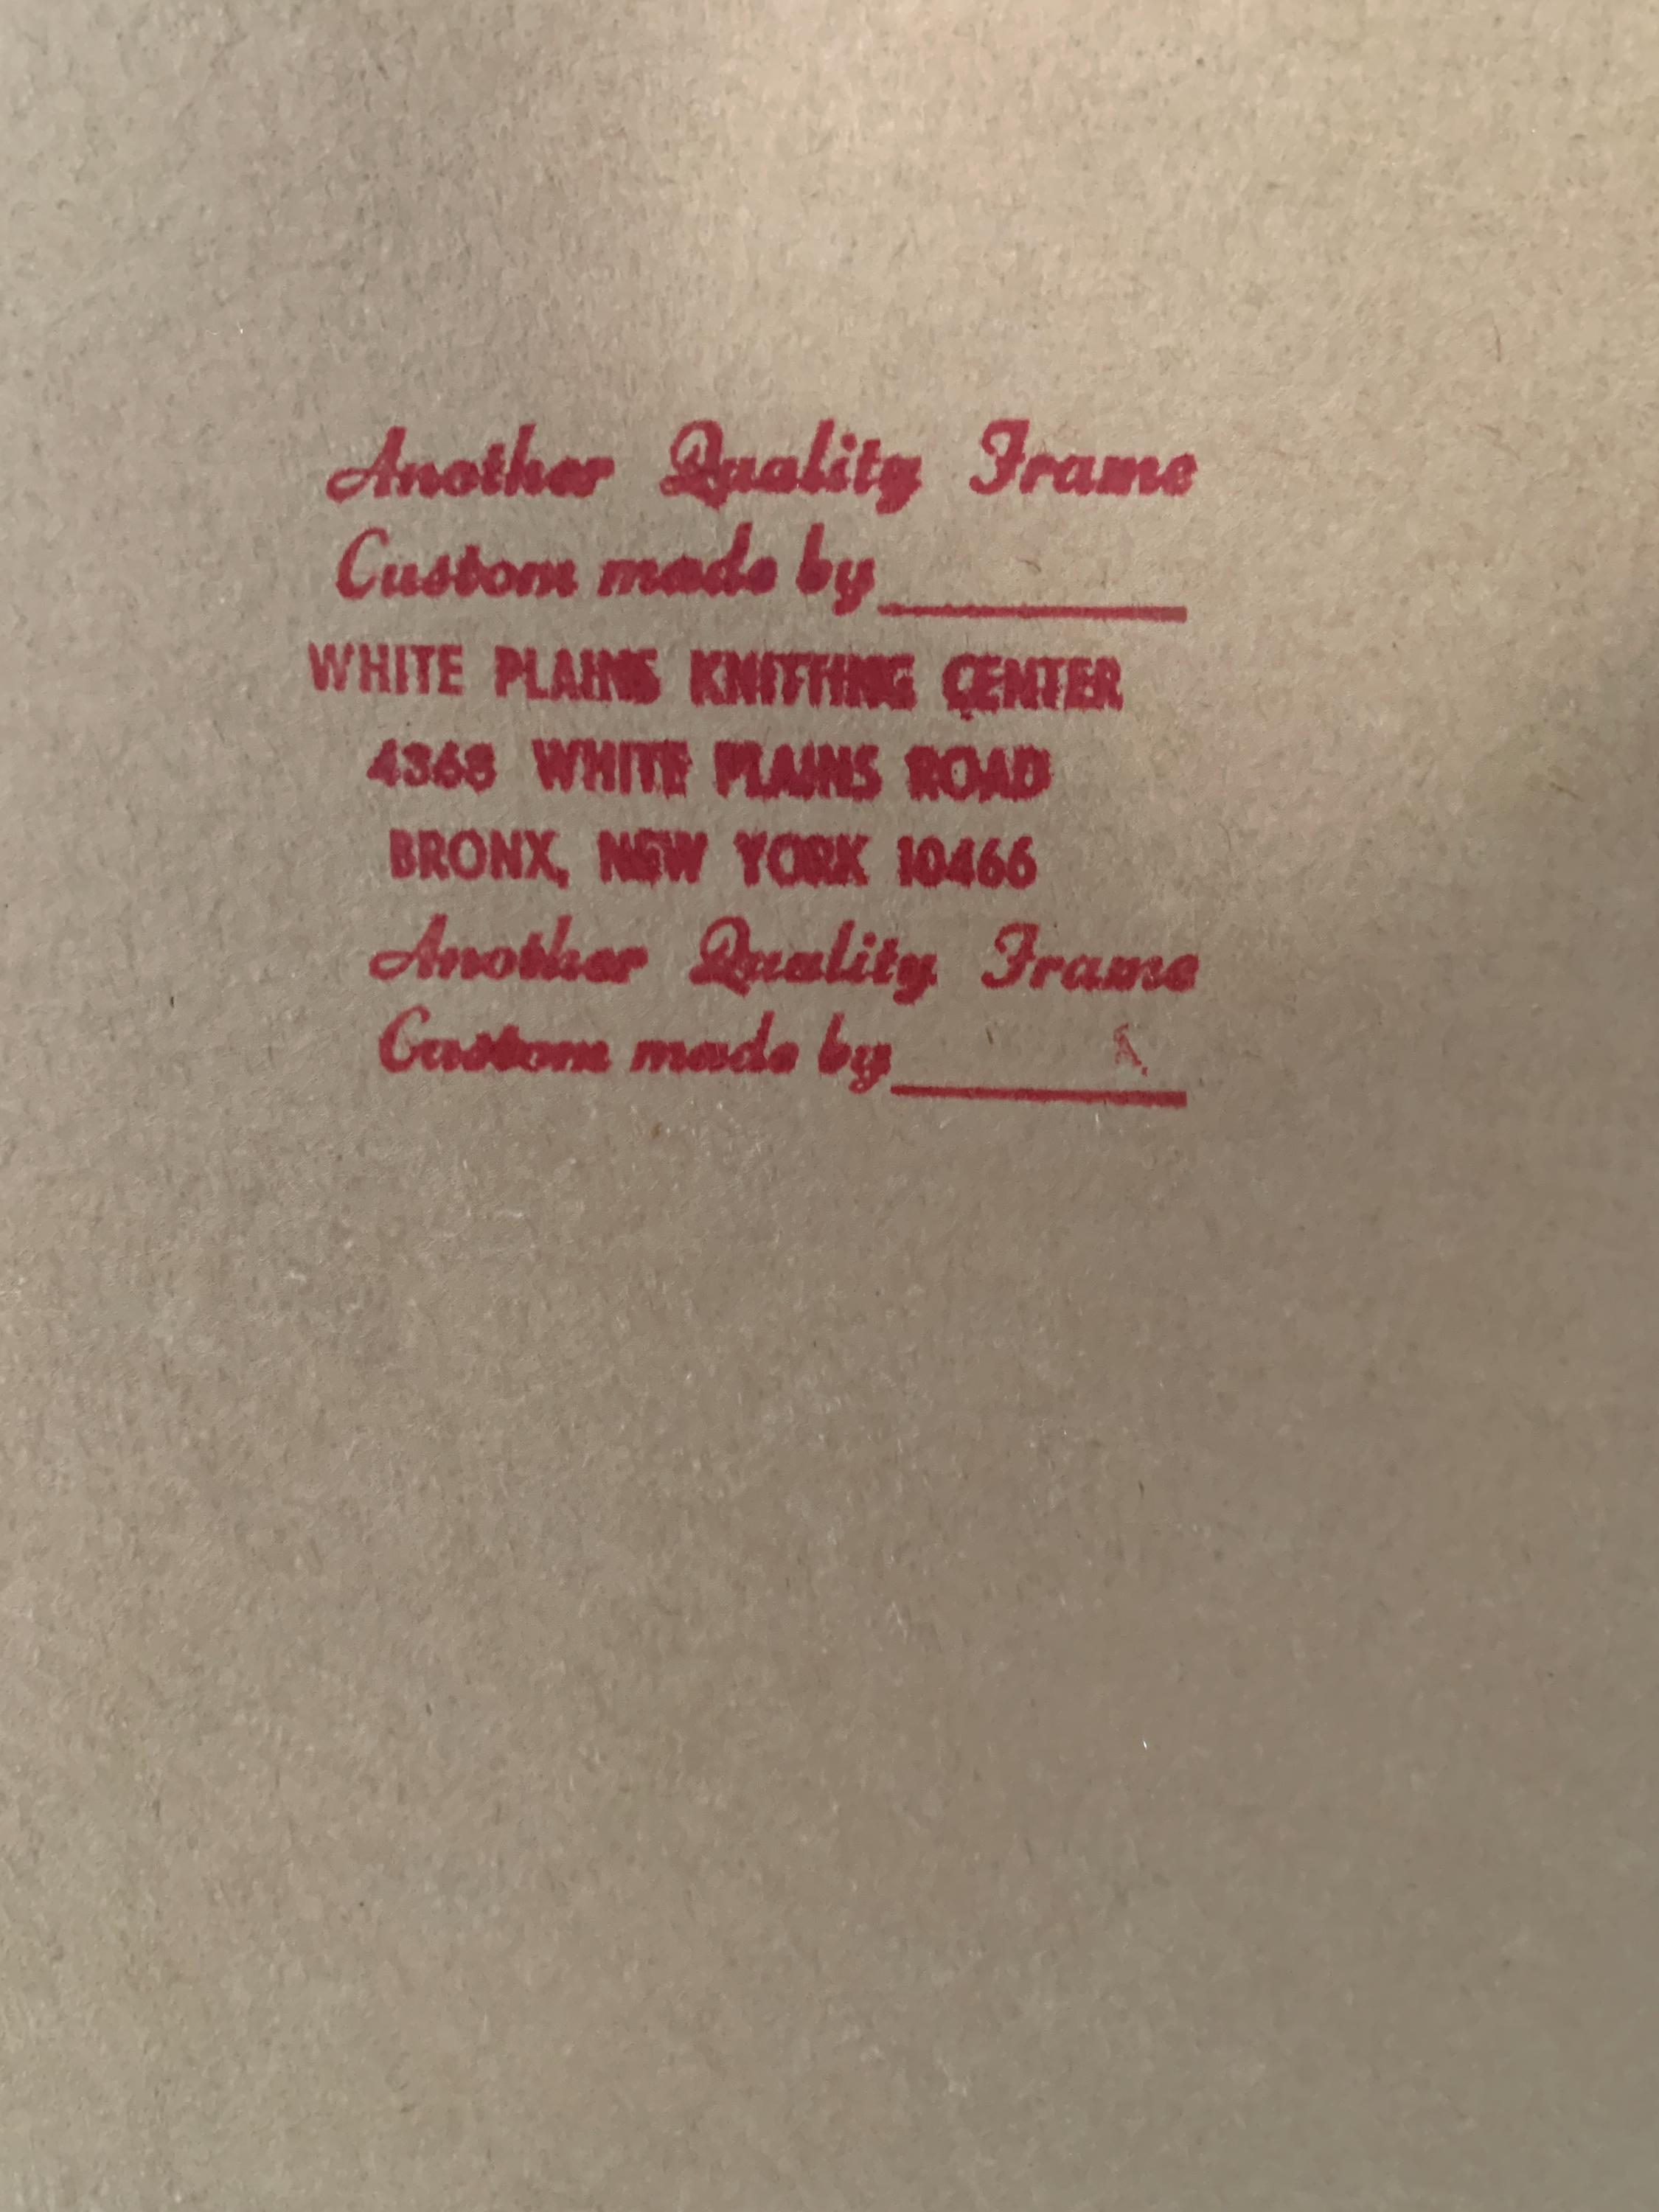 Another Quality Frame
Custom made by
WHITE PLAINS KNITTING CENTER
4368 WHITE PLAINS ROAD
BRONX, NEW YORK 10466
Another Quality Frame
Custom made by